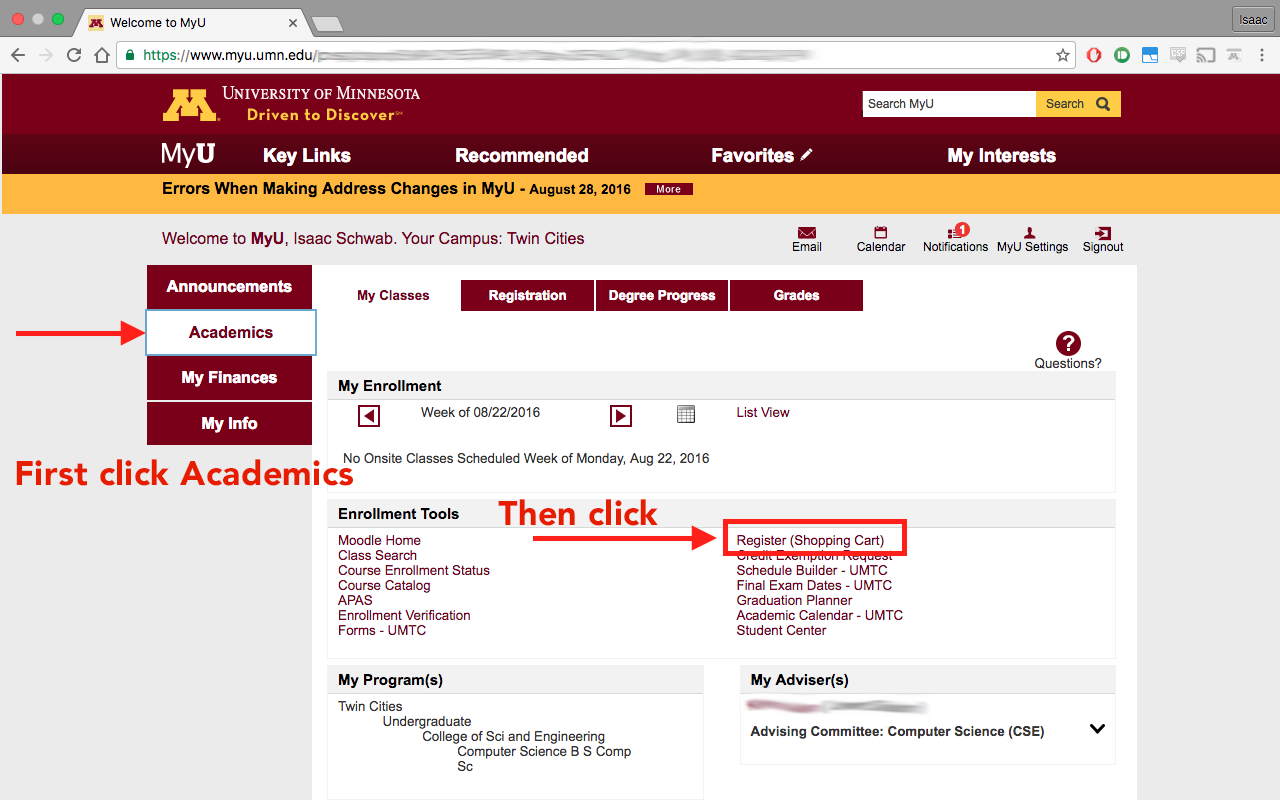 Welcome to MyU
Isaac
https://www.myu.umn.edu/
UNIVERSITY OF MINNESOTA
Driven to Discover℠
Search MyU
Search
MyU Key Links Recommended Favorites My Interests
Errors When Making Address Changes in MyU - August 28, 2016 More
Welcome to MyU, Isaac Schwab. Your Campus: Twin Cities
1
Email Calendar Notifications MyU Settings Signout
Announcements
Academics
My Finances
My Info
First click Academics
My Classes Registration Degree Progress Grades
?
Questions?
My Enrollment
Week of 08/22/2016 List View
No Onsite Classes Scheduled Week of Monday, Aug 22, 2016
Enrollment Tools
Then click
Moodle Home
Class Search
Course Enrollment Status
Course Catalog
APAS
Enrollment Verification
Forms - UMTC
Register (Shopping Cart)
Credit Exemption Request
Schedule Builder - UMTC
Final Exam Dates - UMTC
Graduation Planner
Academic Calendar - UMTC
Student Center
My Program(s)
Twin Cities
Undergraduate
College of Sci and Engineering
Computer Science B S Comp
Sc
My Adviser(s)
Advising Committee: Computer Science (CSE)